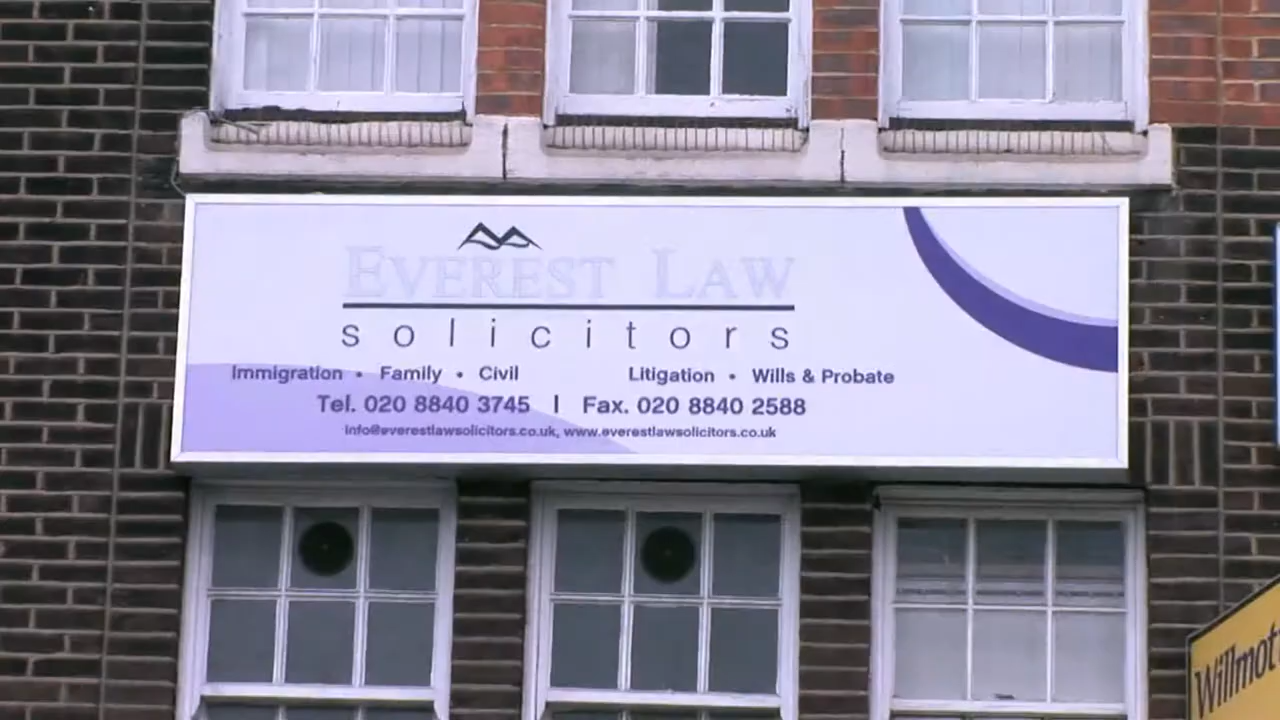 EVEREST LAW
solicitors
Immigration • Family • Civil Litigation • Wills & Probate
Tel. 020 8840 3745 | Fax. 020 8840 2588
info@everestlawsolicitors.co.uk, www.everestlawsolicitors.co.uk
Willmot